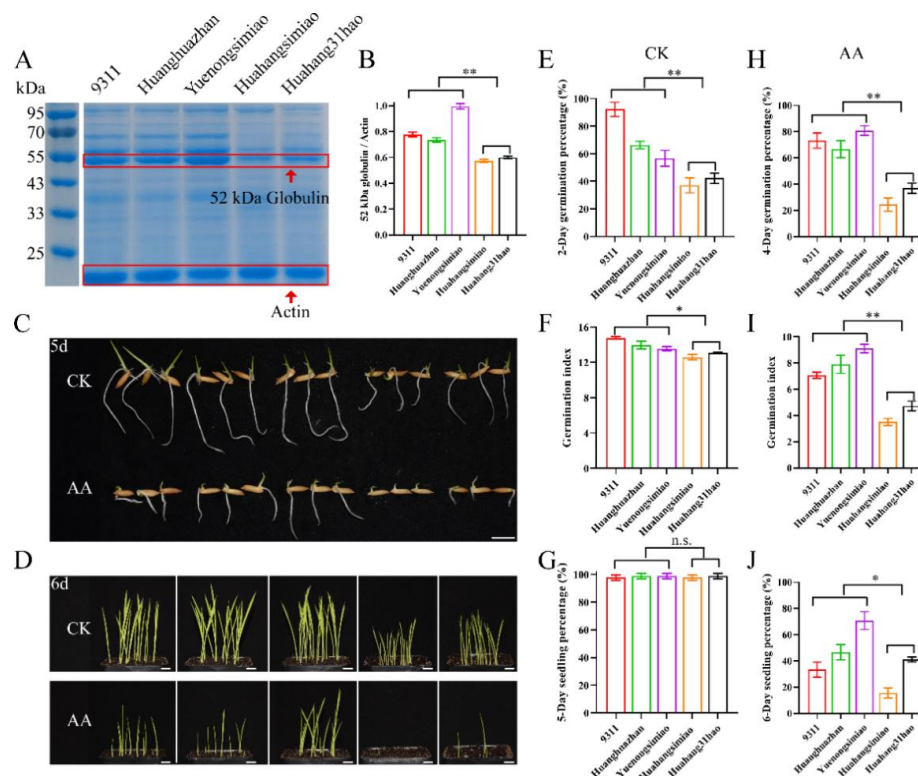 A
kDa
9311
Huanghuazhan
Yuenongsimiao
Huahangsimiao
Huahang31hao
95
70
55
43
33
25
52 kDa Globulin
Actin
B
**
52 kDa globulin / Actin
1.0
0.8
0.6
0.4
0.2
0.0
9311
Huanghuazhan
Yuenongsimiao
Huahangsimiao
Huahang31hao
C
5d
CK
AA
D
6d
CK
AA
CK
E
**
2-Day germination percentage (%)
100
80
60
40
20
0
9311
Huanghuazhan
Yuenongsimiao
Huahangsimiao
Huahang31hao
F
*
Germination index
16
12
8
4
0
9311
Huanghuazhan
Yuenongsimiao
Huahangsimiao
Huahang31hao
G
n.s.
5-Day seedling percentage (%)
100
80
60
40
20
0
9311
Huanghuazhan
Yuenongsimiao
Huahangsimiao
Huahang31hao
AA
H
**
4-Day germination percentage (%)
100
80
60
40
20
0
9311
Huanghuazhan
Yuenongsimiao
Huahangsimiao
Huahang31hao
I
**
Germination index
10
8
6
4
2
0
9311
Huanghuazhan
Yuenongsimiao
Huahangsimiao
Huahang31hao
J
*
6-Day seedling percentage (%)
100
80
60
40
20
0
9311
Huanghuazhan
Yuenongsimiao
Huahangsimiao
Huahang31hao